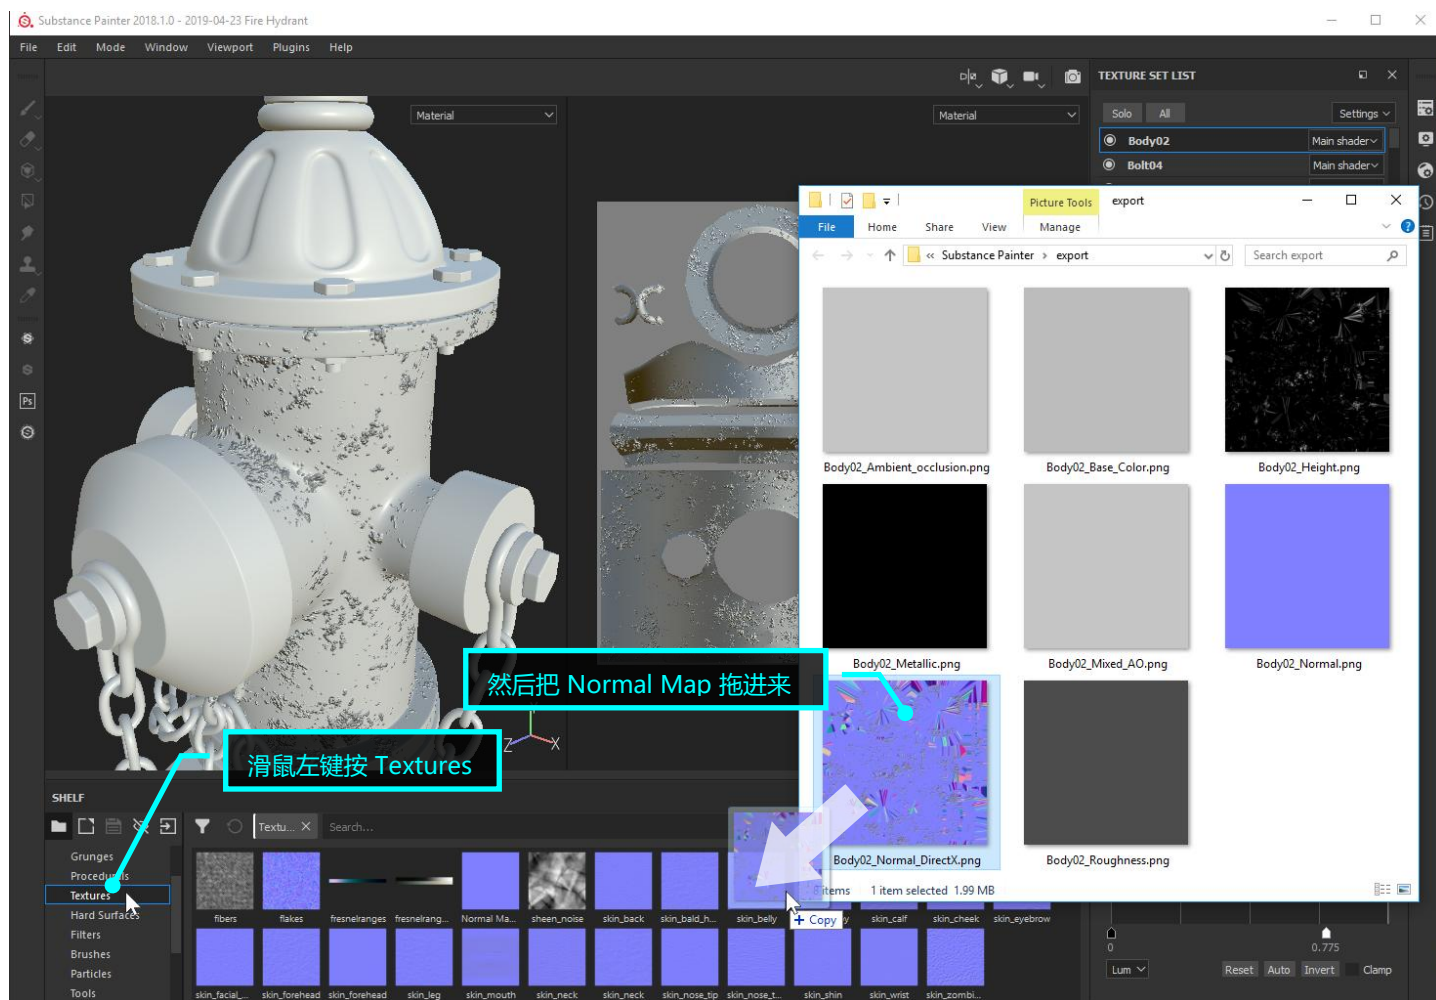 Substance Painter 2018.1.0 - 2019-04-23 Fire Hydrant
File Edit Mode Window Viewport Plugins Help
TEXTURE SET LIST
Material
Material
Solo All Settings
Body02 Main shader
Bolt04 Main shader
Picture Tools export
File Home Share View Manage
« Substance Painter › export
Search export
Body02_Ambient_occlusion.png Body02_Base_Color.png Body02_Height.png
Body02_Metallic.png Body02_Mixed_AO.png Body02_Normal.png
然后把 Normal Map 拖进来
Z X
滑鼠左键按 Textures
Body02_Normal_DirectX.png Body02_Roughness.png
items 1 item selected 1.99 MB
SHELF
Textu... Search...
Grunges
Procedurals
Textures
Hard Surfaces
Filters
Brushes
Particles
Tools
fibers flakes fresnelranges fresnelrang... Normal Ma... sheen_noise skin_back skin_bald_h... skin_belly skin_calf skin_cheek skin_eyebrow
+ Copy
skin_facial_... skin_forehead skin_forehead skin_leg skin_mouth skin_neck skin_neck skin_nose_tip skin_nose_t... skin_shin skin_wrist skin_zombi...
0 0.775
Lum Reset Auto Invert Clamp
Ps